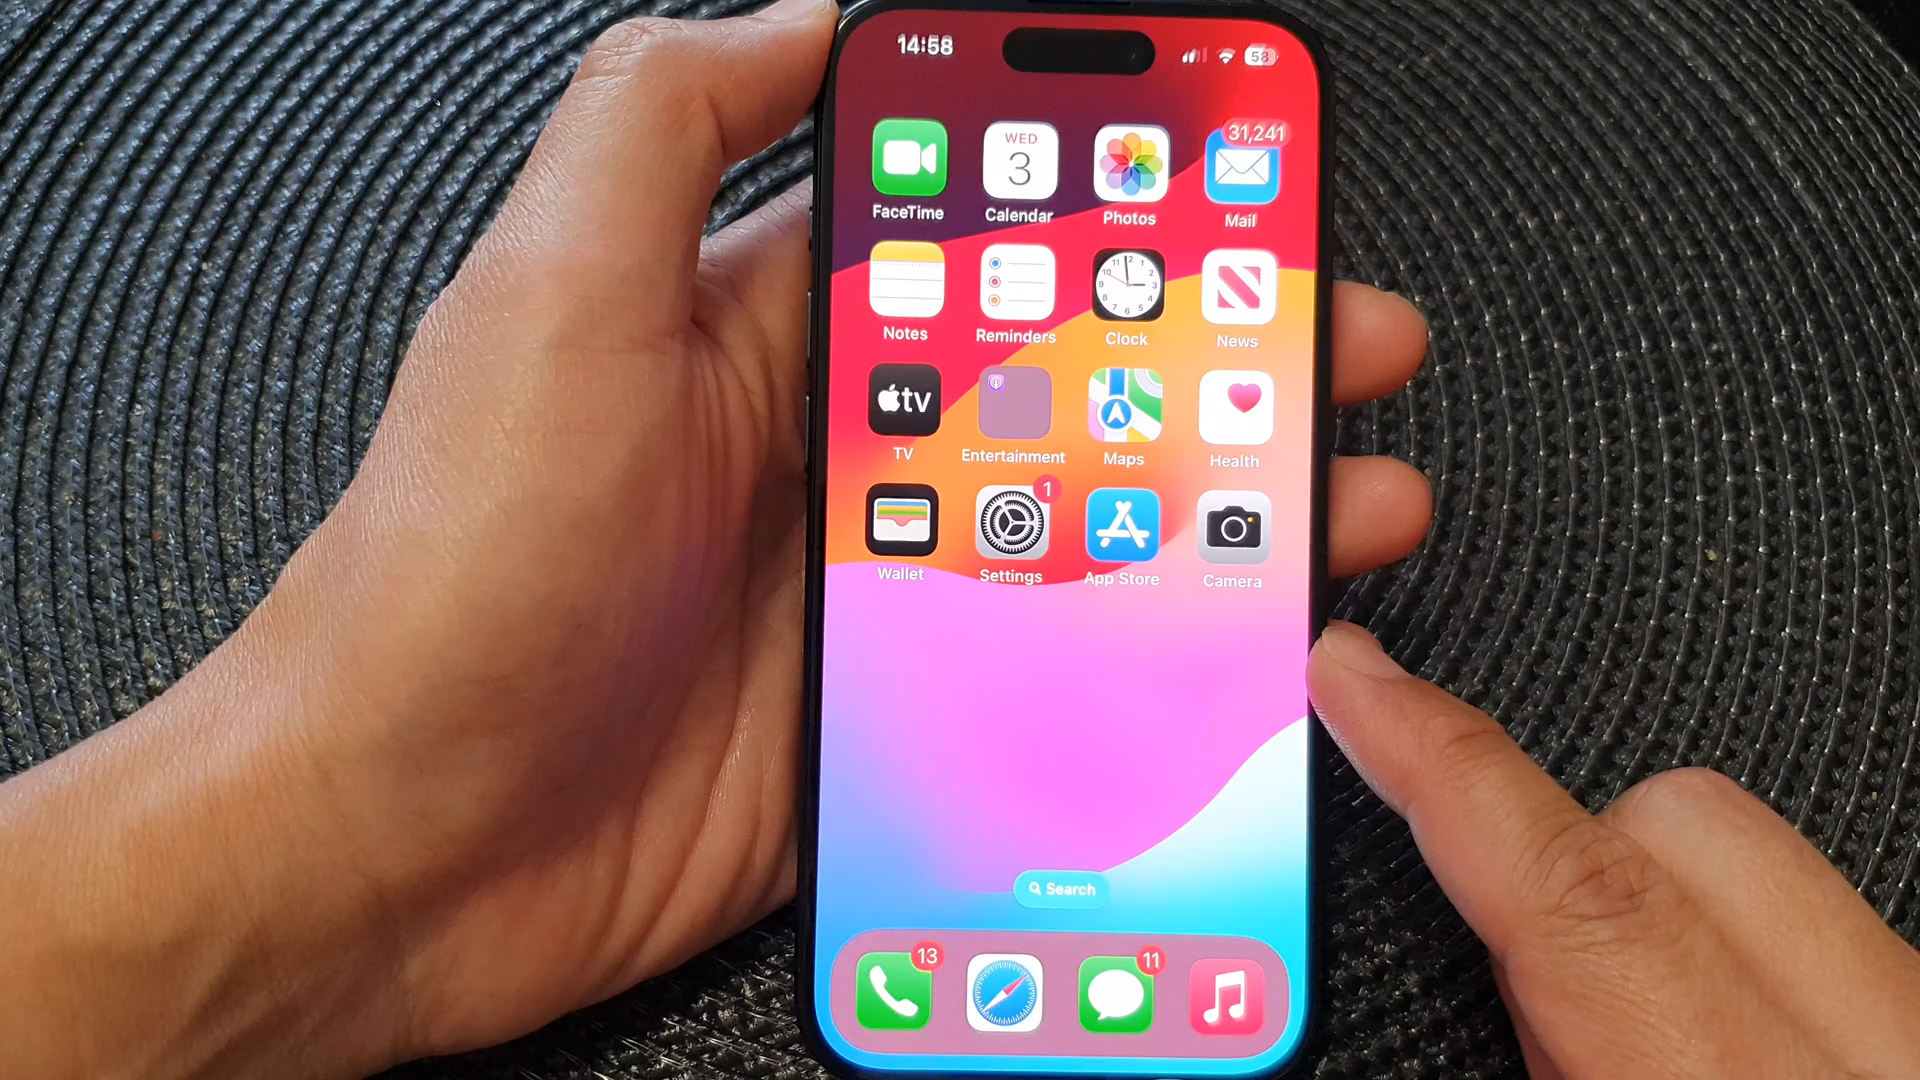 14:58
58
WED
3
31,241
FaceTime
Calendar
Photos
Mail
Notes
Reminders
Clock
News
tv
TV
Entertainment
Maps
Health
1
Wallet
Settings
App Store
Camera
Search
13
11